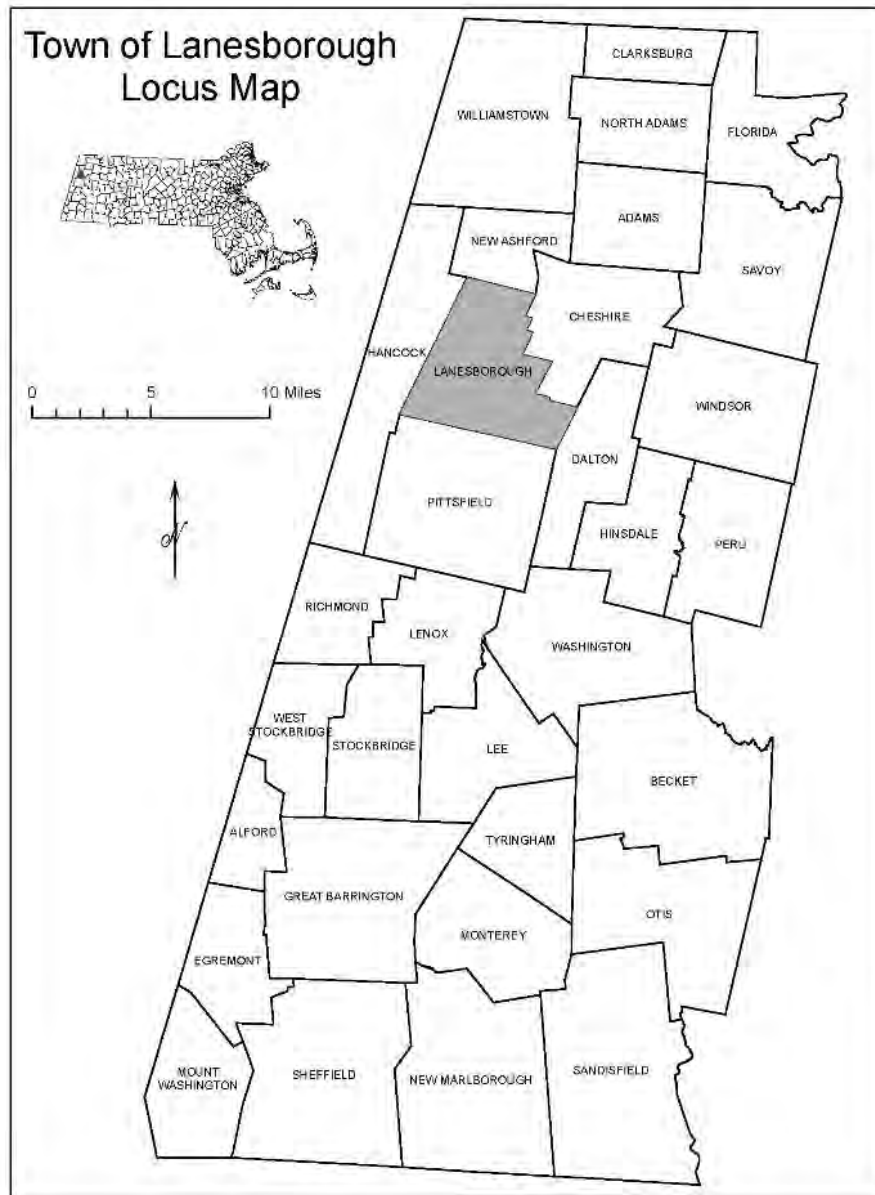 Town of Lanesborough
Locus Map
CLARKSBURG
WILLIAMSTOWN
NORTH ADAMS
FLORIDA
ADAMS
NEW ASHFORD
SAVOY
CHESHIRE
HANCOCK
LANESBOROUGH
0 5 10 Miles
WINDSOR
DALTON
PITTSFIELD
HINSDALE
PERU
N
RICHMOND
LENOX
WASHINGTON
WEST
STOCKBRIDGE
STOCKBRIDGE
LEE
BECKET
ALFORD
TYRINGHAM
GREAT BARRINGTON
OTIS
MONTEREY
EGREMONT
MOUNT
WASHINGTON
SHEFFIELD
NEW MARLBOROUGH
SANDISFIELD